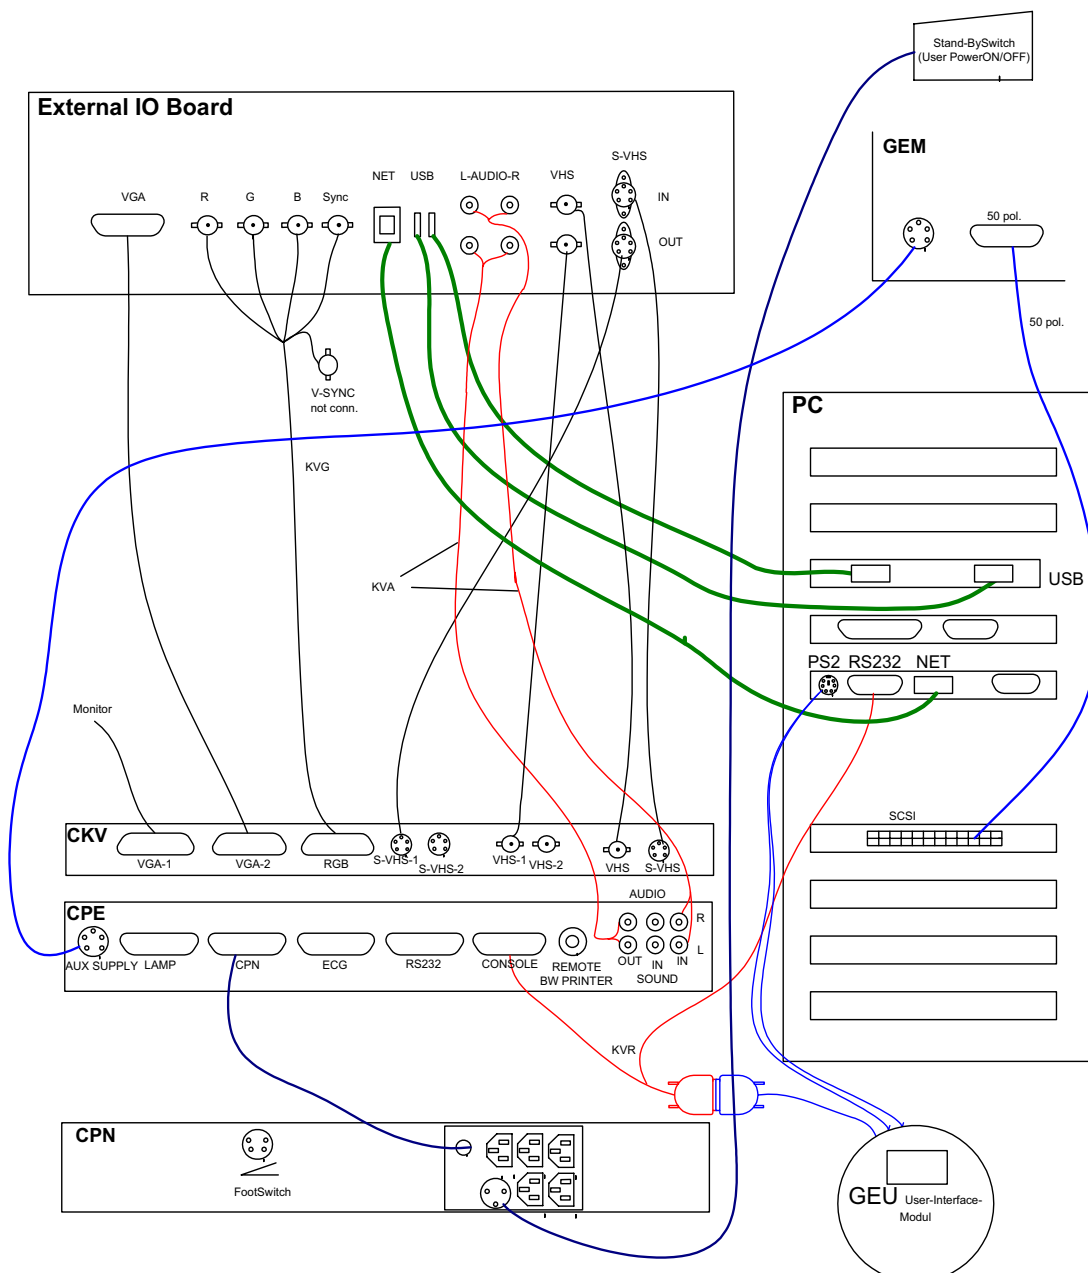 Stand-BySwitch
(User PowerON/OFF)
External IO Board
GEM
S-VHS
NET
USB
L-AUDIO-R
VHS
VGA
R
G
B
Sync
IN
50 pol.
OUT
50 pol.
V-SYNC
not conn.
PC
KVG
USB
KVA
PS2
RS232
NET
Monitor
SCSI
CKV
VGA-1
VGA-2
RGB
S-VHS-1
S-VHS-2
VHS-1
VHS-2
VHS
S-VHS
AUDIO
CPE
R
L
AUX SUPPLY
LAMP
CPN
ECG
RS232
CONSOLE
REMOTE
BW PRINTER
OUT
IN
IN
SOUND
KVR
CPN
FootSwitch
GEU User-Interface-
Modul